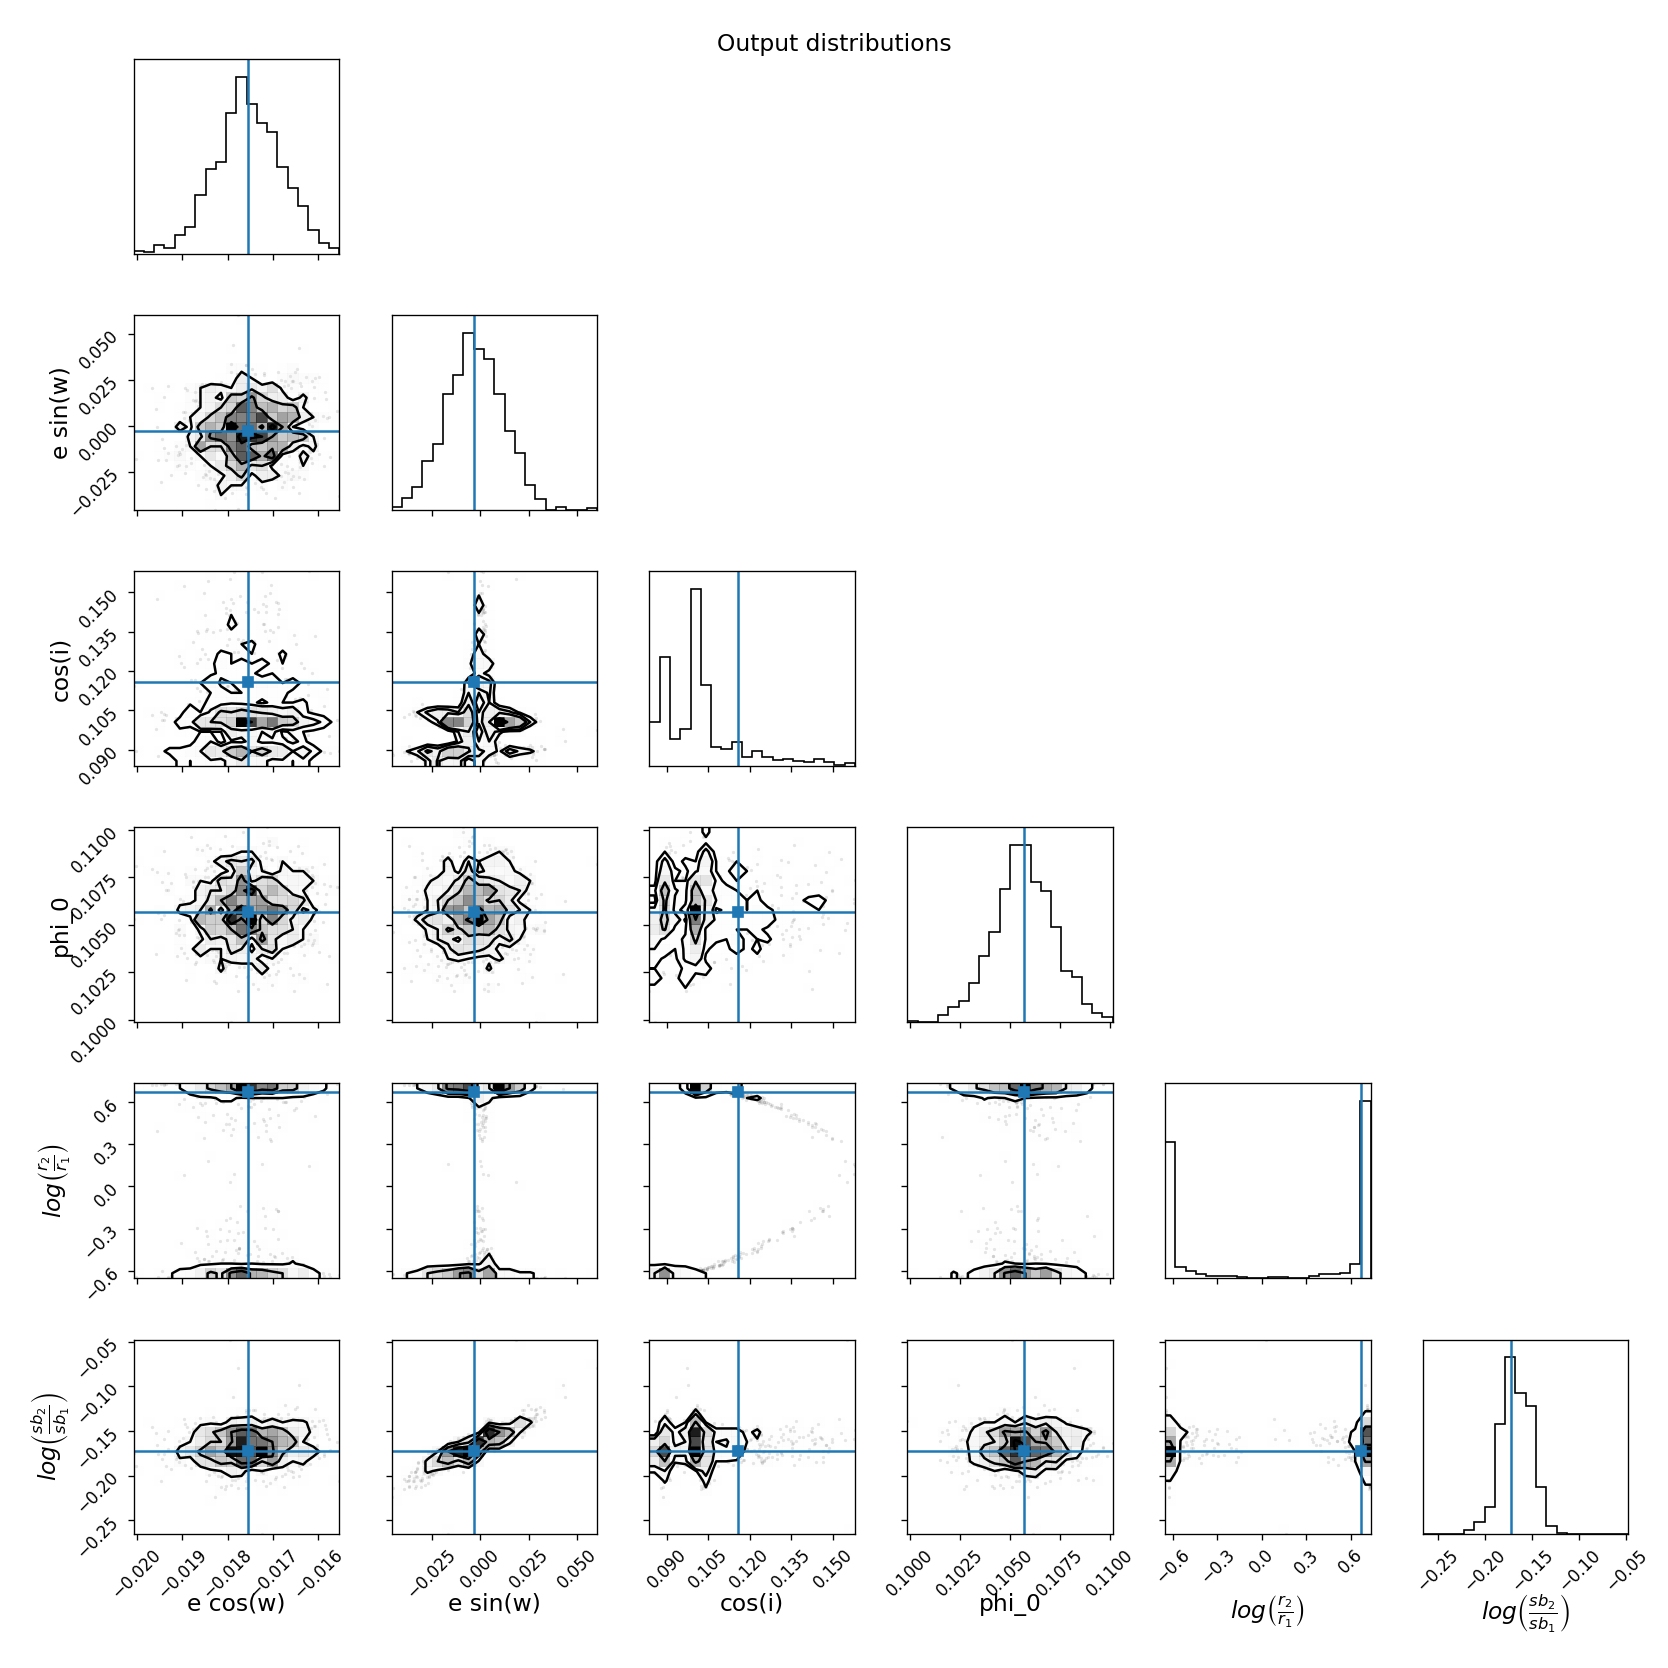 Output distributions
e sin(w)
0.050
0.025
0.000
−0.025
cos(i)
0.150
0.135
0.120
0.105
0.090
phi_0
0.1100
0.1075
0.1050
0.1025
0.1000
log(r2/r1)
0.6
0.3
0.0
−0.3
−0.6
log(sb2/sb1)
−0.05
−0.10
−0.15
−0.20
−0.25
−0.020 −0.019 −0.018 −0.017 −0.016
e cos(w)
−0.025 0.000 0.025 0.050
e sin(w)
0.090 0.105 0.120 0.135 0.150
cos(i)
0.1000 0.1025 0.1050 0.1075 0.1100
phi_0
−0.6 −0.3 0.0 0.3 0.6
log(r2/r1)
−0.25 −0.20 −0.15 −0.10 −0.05
log(sb2/sb1)